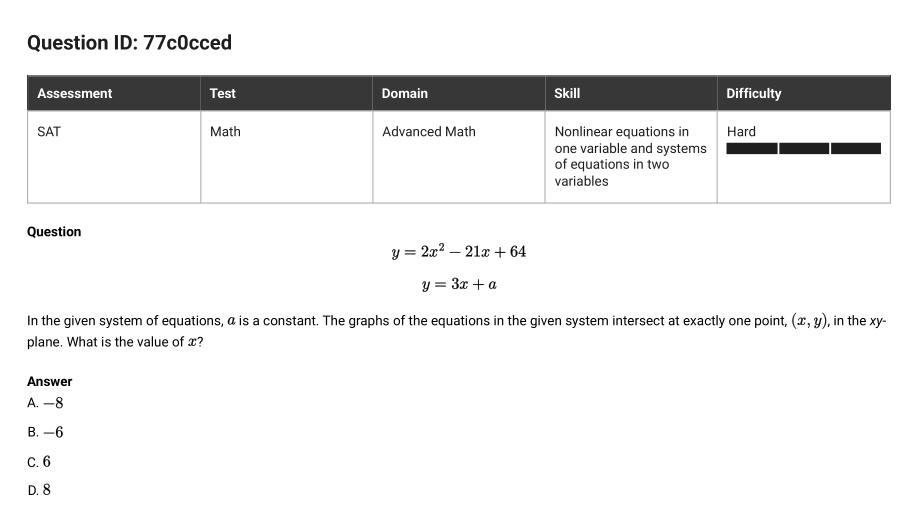 Question ID: 77c0cced
Assessment Test Domain Skill Difficulty
SAT Math Advanced Math Nonlinear equations in Hard
one variable and systems
of equations in two
variables
Question
y = 2x² − 21x + 64
y = 3x + a
In the given system of equations, a is a constant. The graphs of the equations in the given system intersect at exactly one point, (x, y), in the xy-
plane. What is the value of x?
Answer
A. −8
B. −6
C. 6
D. 8